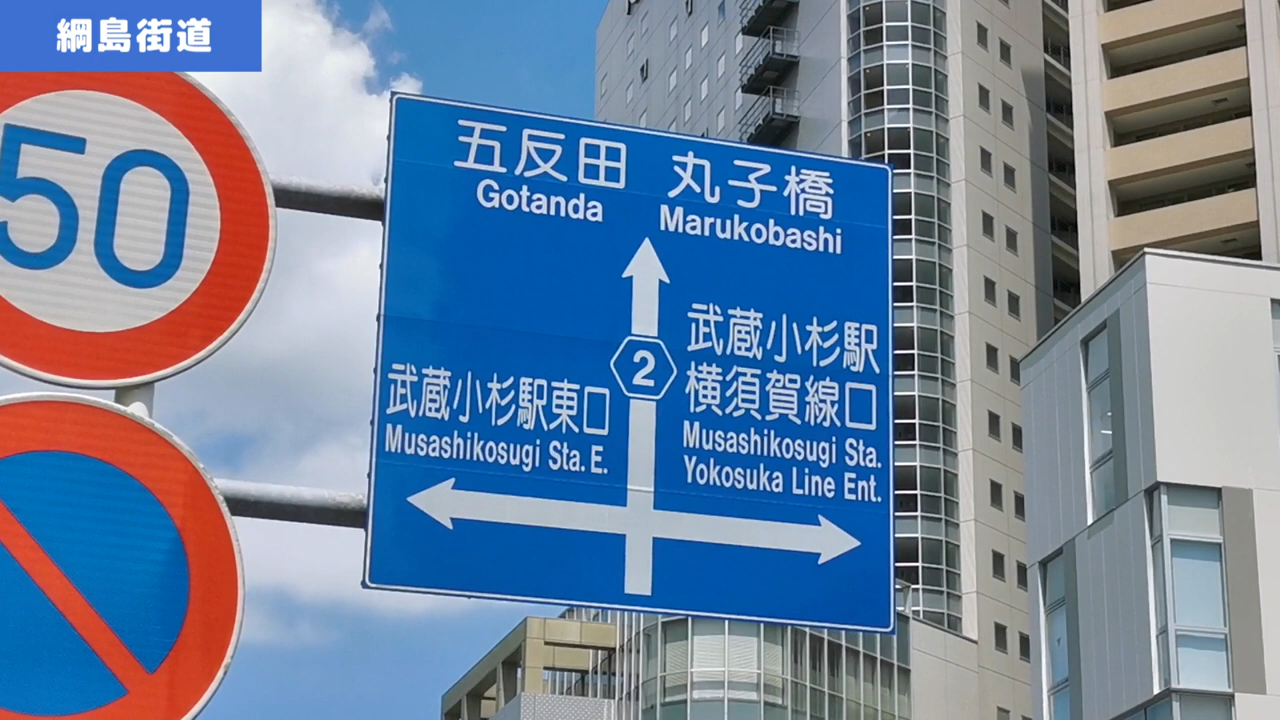 綱島街道
50
五反田 丸子橋
Gotanda Marukobashi
2
武蔵小杉駅東口
Musashikosugi Sta. E.
武蔵小杉駅
横須賀線口
Musashikosugi Sta.
Yokosuka Line Ent.